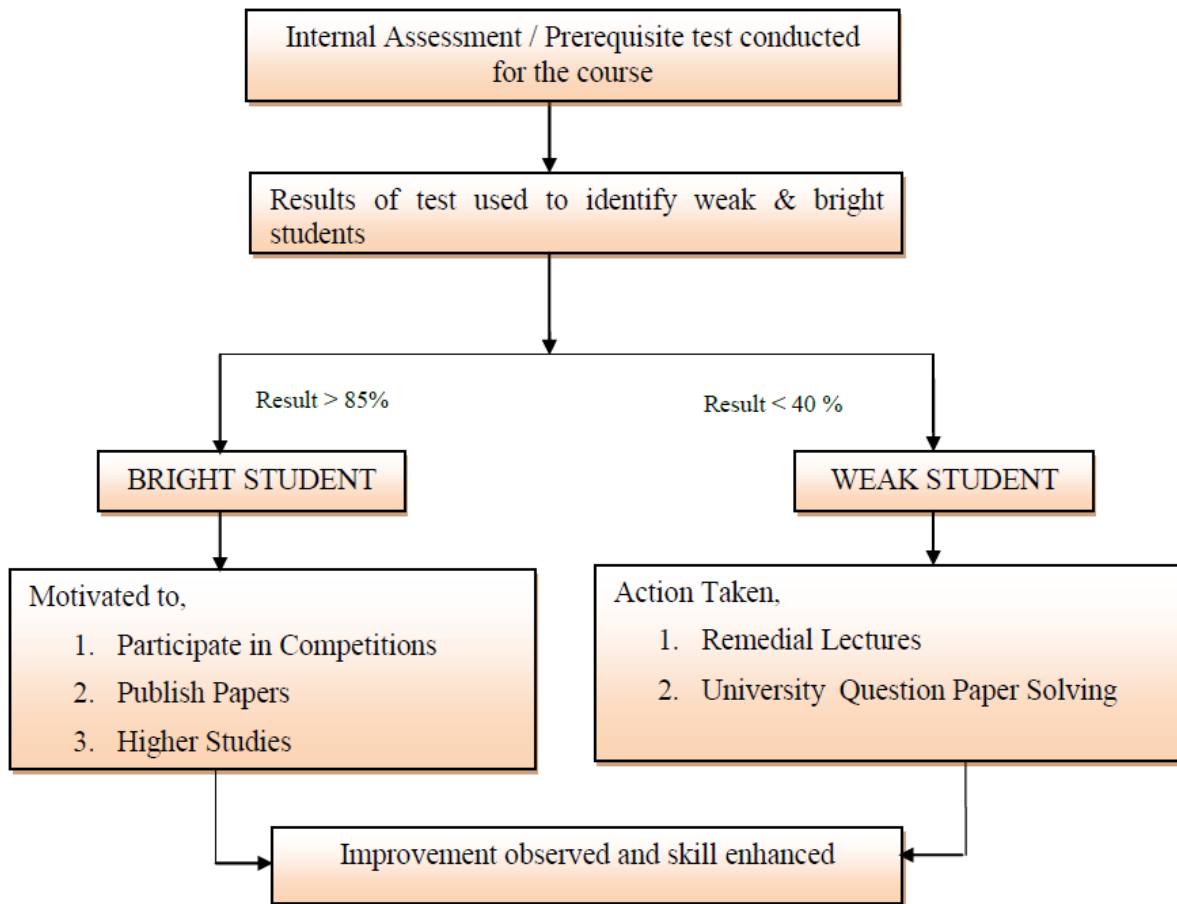 Internal Assessment / Prerequisite test conducted
for the course
Results of test used to identify weak & bright
students
Result > 85%
Result < 40 %
BRIGHT STUDENT
WEAK STUDENT
Motivated to,
1. Participate in Competitions
2. Publish Papers
3. Higher Studies
Action Taken,
1. Remedial Lectures
2. University Question Paper Solving
Improvement observed and skill enhanced